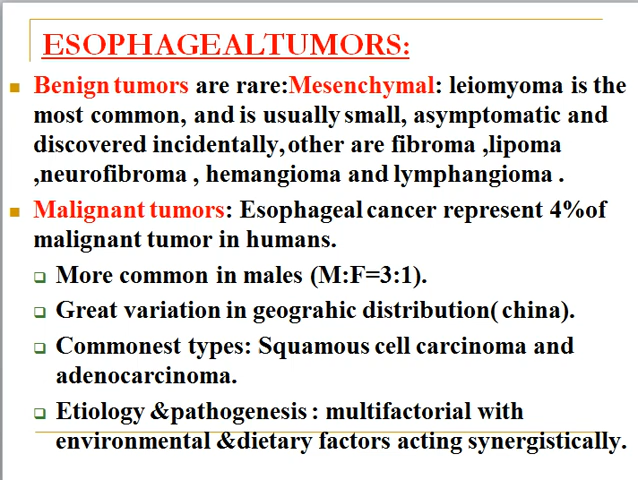 ESOPHAGEALTUMORS:
Benign tumors are rare:Mesenchymal: leiomyoma is the
most common, and is usually small, asymptomatic and
discovered incidentally, other are fibroma ,lipoma
,neurofibroma , hemangioma and lymphangioma .
Malignant tumors: Esophageal cancer represent 4%of
malignant tumor in humans.
More common in males (M:F=3:1).
Great variation in geograhic distribution( china).
Commonest types: Squamous cell carcinoma and
adenocarcinoma.
Etiology &pathogenesis : multifactorial with
environmental &dietary factors acting synergistically.